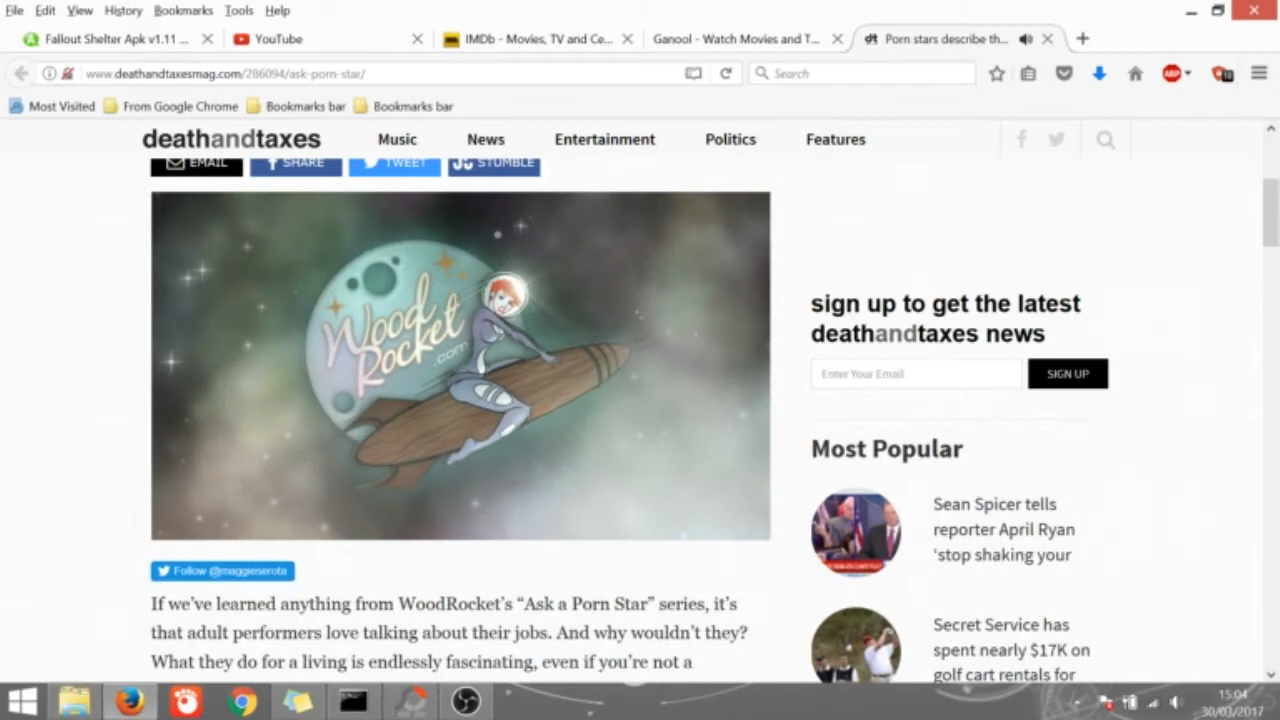 File Edit View History Bookmarks Tools Help
Fallout Shelter Apk v1.11 ... YouTube IMDb - Movies, TV and Ce... Ganool - Watch Movies and T... dt Porn stars describe th...
www.deathandtaxesmag.com/286094/ask-porn-star/ Search ABP
Most Visited From Google Chrome Bookmarks bar Bookmarks bar
deathandtaxes Music News Entertainment Politics Features
EMAIL SHARE TWEET STUMBLE
Wood
Rocket
.com
sign up to get the latest
deathandtaxes news
Enter Your Email SIGN UP
Most Popular
Sean Spicer tells
reporter April Ryan
'stop shaking your
Follow @maggieserota
If we've learned anything from WoodRocket's “Ask a Porn Star” series, it's
that adult performers love talking about their jobs. And why wouldn't they?
What they do for a living is endlessly fascinating, even if you're not a
Secret Service has
spent nearly $17K on
golf cart rentals for
15:04
30/03/2017